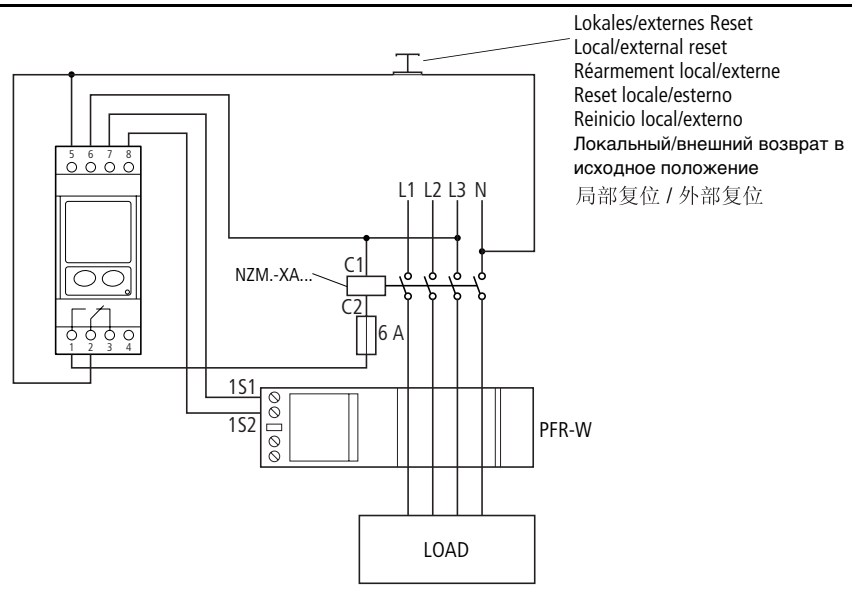 Lokales/externes Reset
Local/external reset
Réarmement local/externe
Reset locale/esterno
Reinicio local/externo
Локальный/внешний возврат в
исходное положение
局部复位 / 外部复位
5 6 7 8
L1 L2 L3 N
NZM.-XA...
C1
C2
6 A
1 2 3 4
1S1
1S2
PFR-W
LOAD